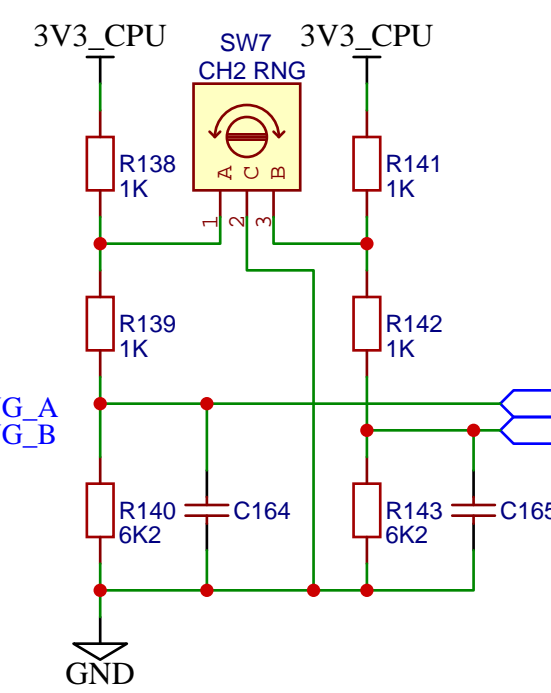 3V3_CPU
SW7
3V3_CPU
CH2 RNG
R138
1K
A
C
B
R141
1K
1
2
3
R139
1K
R142
1K
G_A
G_B
R140
6K2
C164
R143
6K2
C165
GND